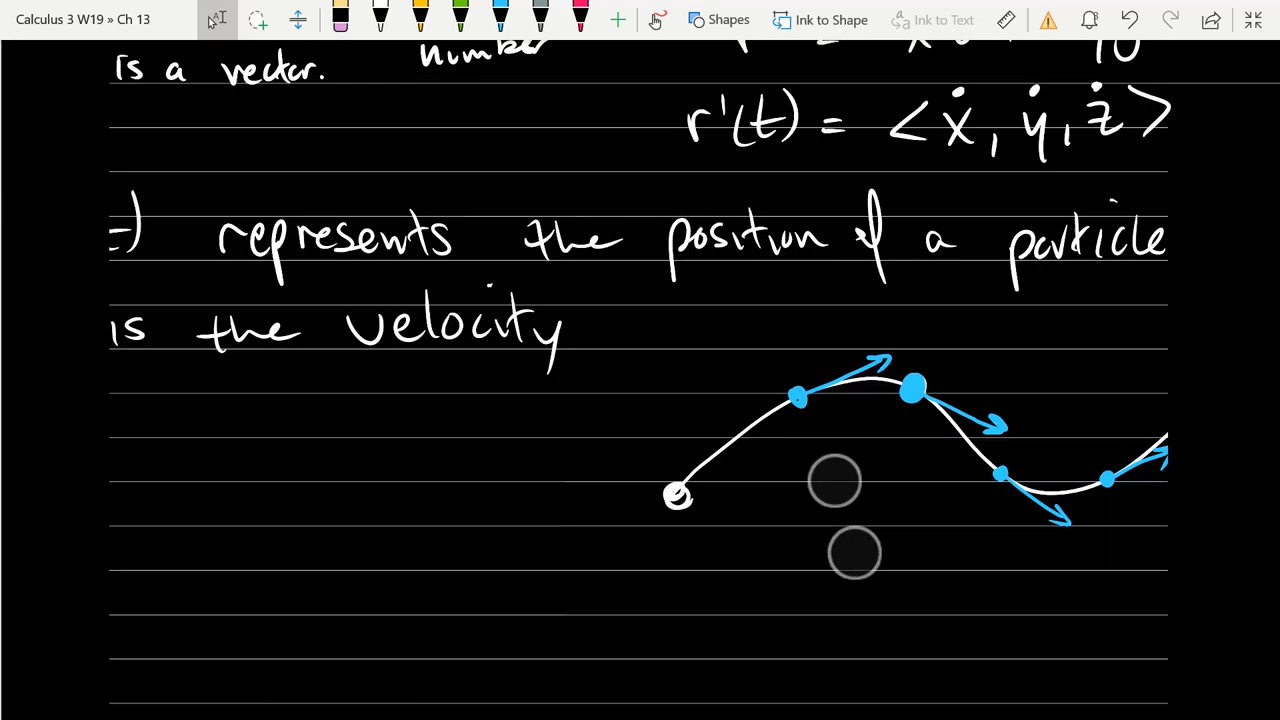 Calculus 3 W19 » Ch 13
Shapes
Ink to Shape
Ink to Text
number
is a vector.
r'(t) = < ẋ, ẏ, ż >
represents the position of a particle
is the velocity